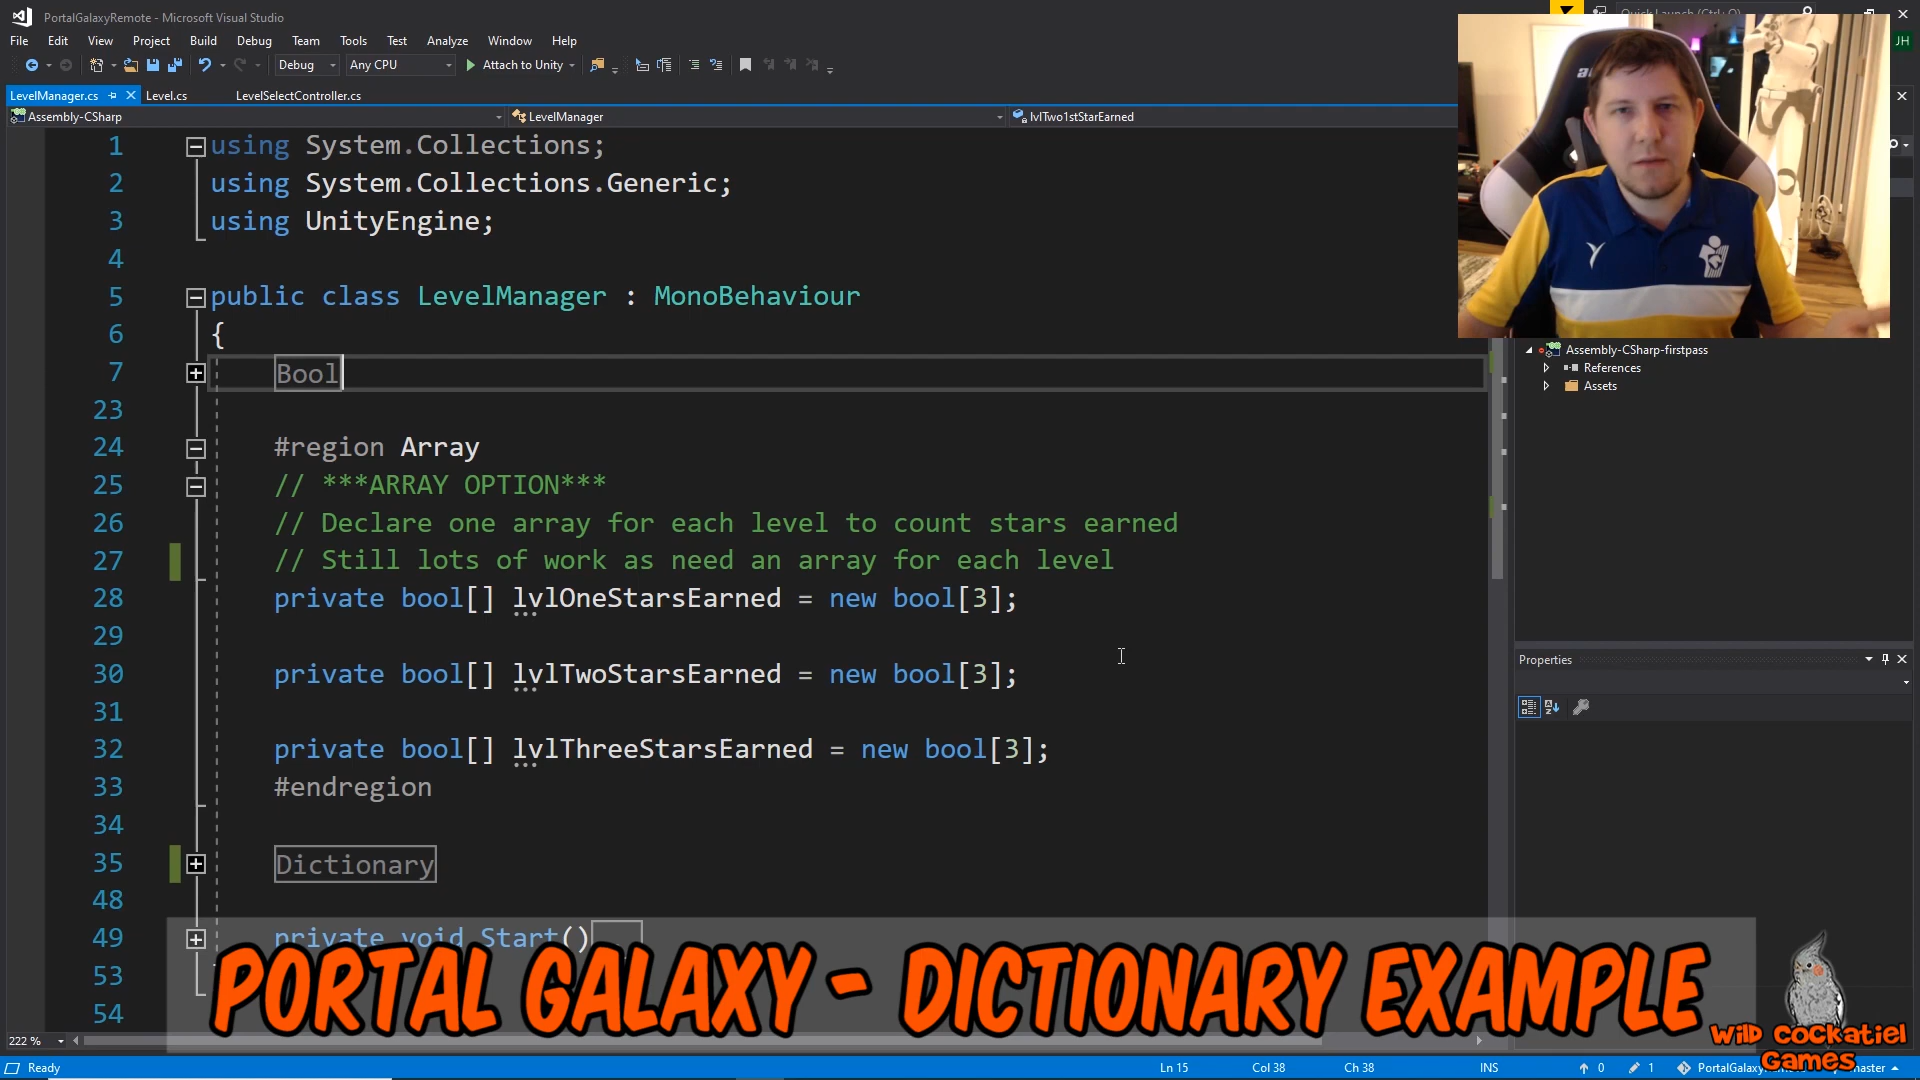 PortalGalaxyRemote - Microsoft Visual Studio
File Edit View Project Build Debug Team Tools Test Analyze Window Help
JH
Debug Any CPU Attach to Unity
LevelManager.cs Level.cs LevelSelectController.cs
Assembly-CSharp LevelManager lvlTwo1stStarEarned
1 using System.Collections;
2 using System.Collections.Generic;
3 using UnityEngine;
4
5 public class LevelManager : MonoBehaviour
6 {
7 Bool
23
24 #region Array
25 // ***ARRAY OPTION***
26 // Declare one array for each level to count stars earned
27 // Still lots of work as need an array for each level
28 private bool[] lvlOneStarsEarned = new bool[3];
29
30 private bool[] lvlTwoStarsEarned = new bool[3];
31
32 private bool[] lvlThreeStarsEarned = new bool[3];
33 #endregion
34
35 Dictionary
48
49 private void Start()
53
54
Assembly-CSharp-firstpass
References
Assets
Properties
PORTAL GALAXY - DICTIONARY EXAMPLE
WILD COCKATIEL
GAMES
222 %
Ready Ln 15 Col 38 Ch 38 INS 0 1 master